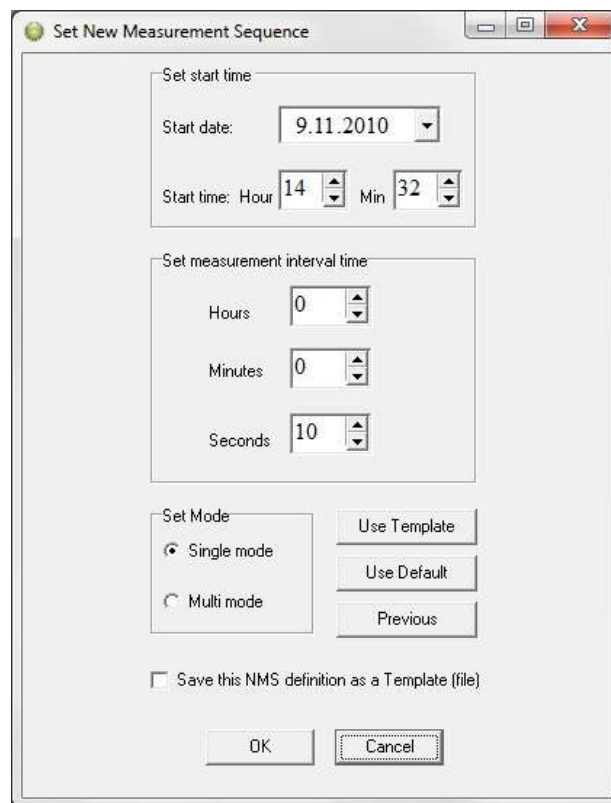 Set New Measurement Sequence
Set start time
Start date: 9.11.2010
Start time: Hour 14 Min 32
Set measurement interval time
Hours 0
Minutes 0
Seconds 10
Set Mode
Single mode
Multi mode
Use Template
Use Default
Previous
Save this NMS definition as a Template (file)
OK Cancel